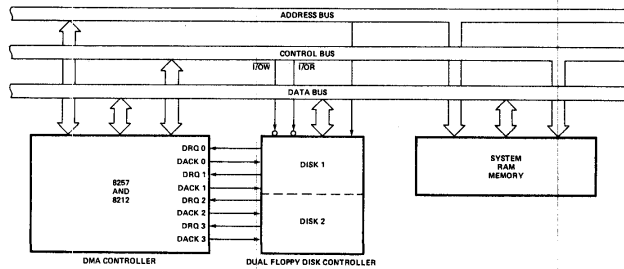 ADDRESS BUS
CONTROL BUS
I/OW
I/OR
DATA BUS
DRQ 0
DACK 0
DRQ 1
DACK 1
DRQ 2
DACK 2
DRQ 3
DACK 3
8257
AND
8212
DISK 1
DISK 2
SYSTEM
RAM
MEMORY
DMA CONTROLLER
DUAL FLOPPY DISK CONTROLLER